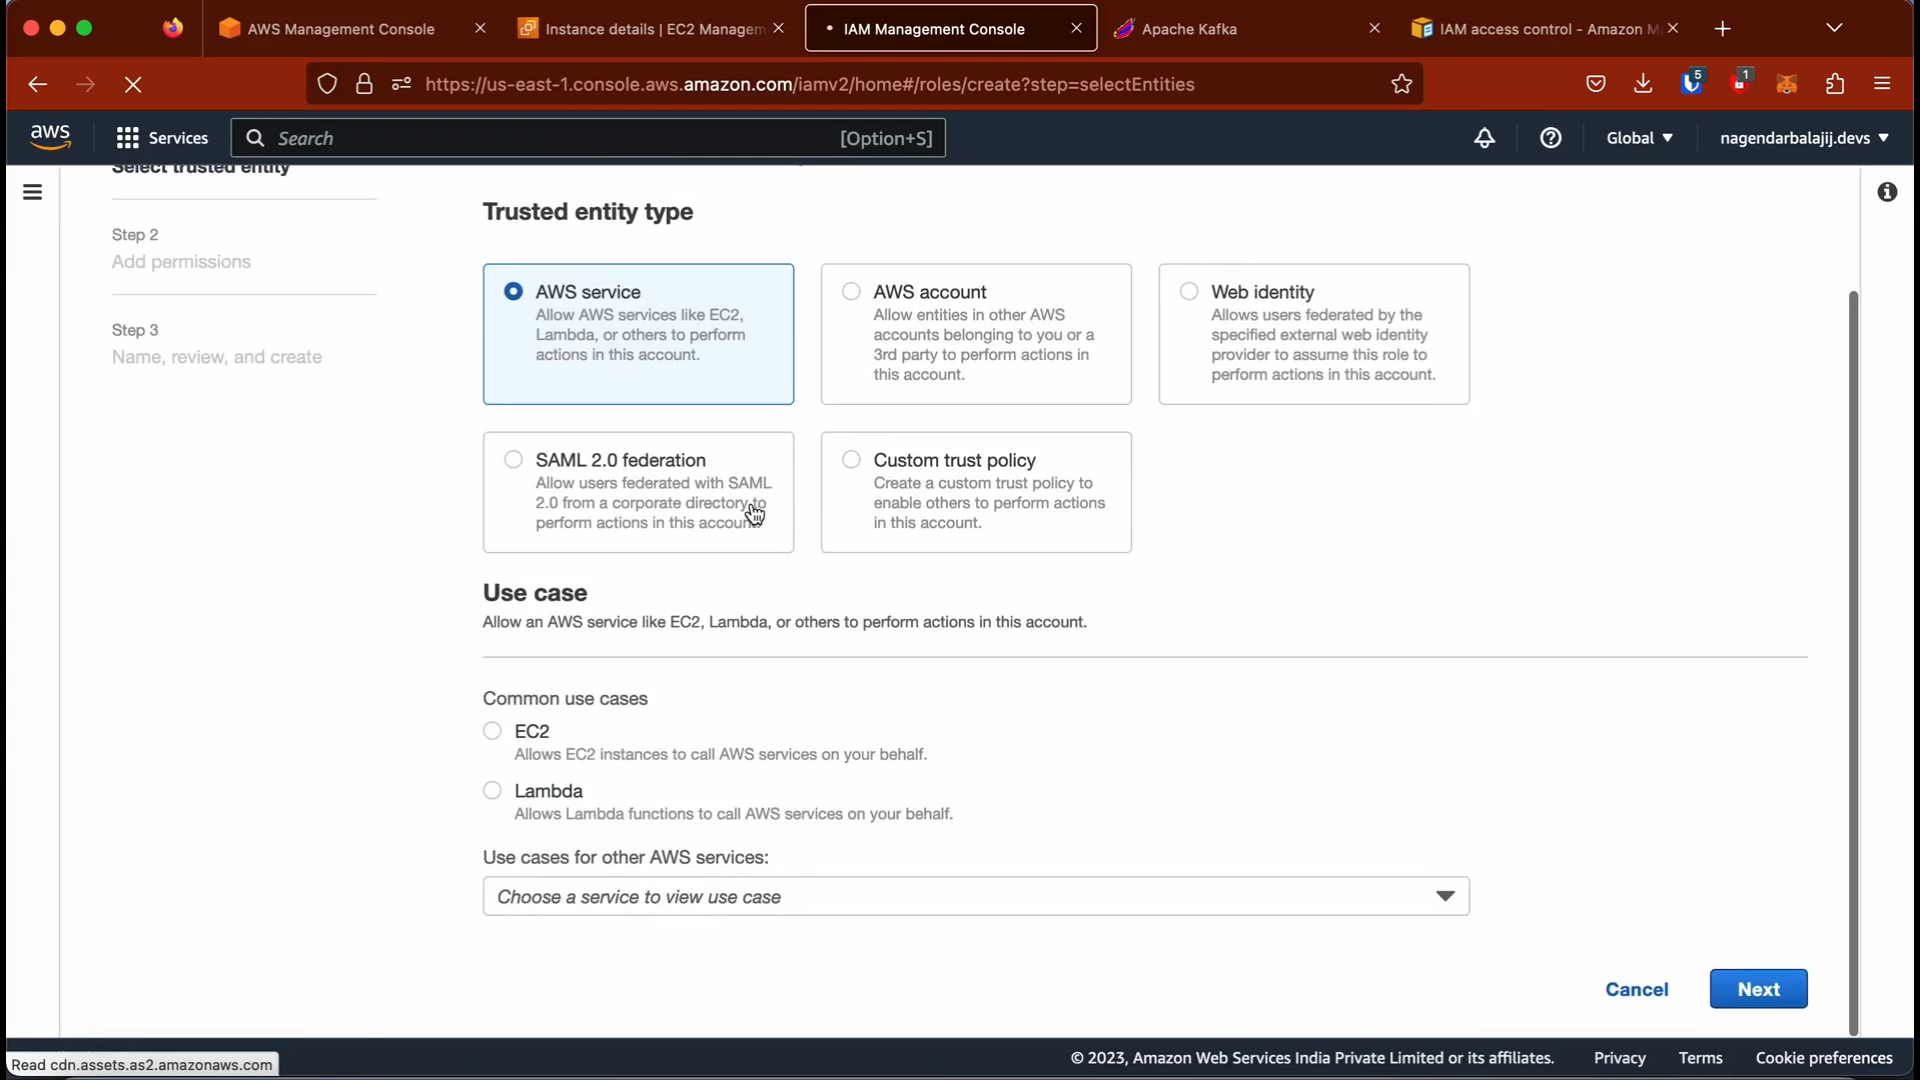 AWS Management Console
Instance details | EC2 Managem
IAM Management Console
Apache Kafka
IAM access control - Amazon M
https://us-east-1.console.aws.amazon.com/iamv2/home#/roles/create?step=selectEntities
5
1
aws
Services
Search
[Option+S]
Global
nagendarbalajij.devs
Select trusted entity
Step 2
Add permissions
Step 3
Name, review, and create
Trusted entity type
AWS service
Allow AWS services like EC2,
Lambda, or others to perform
actions in this account.
AWS account
Allow entities in other AWS
accounts belonging to you or a
3rd party to perform actions in
this account.
Web identity
Allows users federated by the
specified external web identity
provider to assume this role to
perform actions in this account.
SAML 2.0 federation
Allow users federated with SAML
2.0 from a corporate directory to
perform actions in this account.
Custom trust policy
Create a custom trust policy to
enable others to perform actions
in this account.
Use case
Allow an AWS service like EC2, Lambda, or others to perform actions in this account.
Common use cases
EC2
Allows EC2 instances to call AWS services on your behalf.
Lambda
Allows Lambda functions to call AWS services on your behalf.
Use cases for other AWS services:
Choose a service to view use case
Cancel
Next
© 2023, Amazon Web Services India Private Limited or its affiliates.
Privacy
Terms
Cookie preferences
Read cdn.assets.as2.amazonaws.com